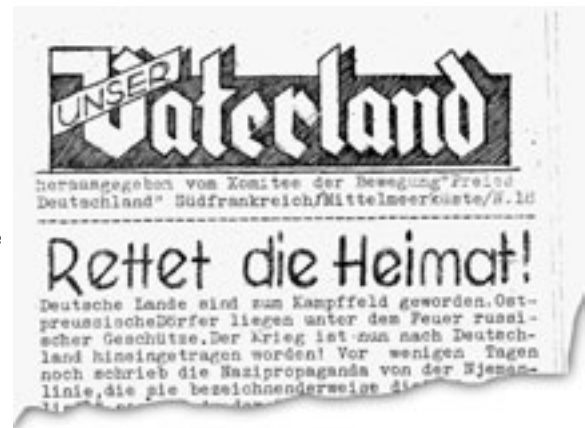 UNSER
Vaterland
herausgegeben vom Komitee der Bewegung"Freies
Deutschland" Südfrankreich/Mittelmeerküste/
Rettet die Heimat!
Deutsche Lande sind zum Kampffeld geworden.Ost-
preussischeDörfer liegen unter dem Feuer russi-
scher Geschütze.Der Krieg ist nun nach Deutsch-
land hineingetragen worden! Vor wenigen Tagen
noch schrieb die Nazipropaganda von der Njemen-
linie,die sie bezeichnenderweise